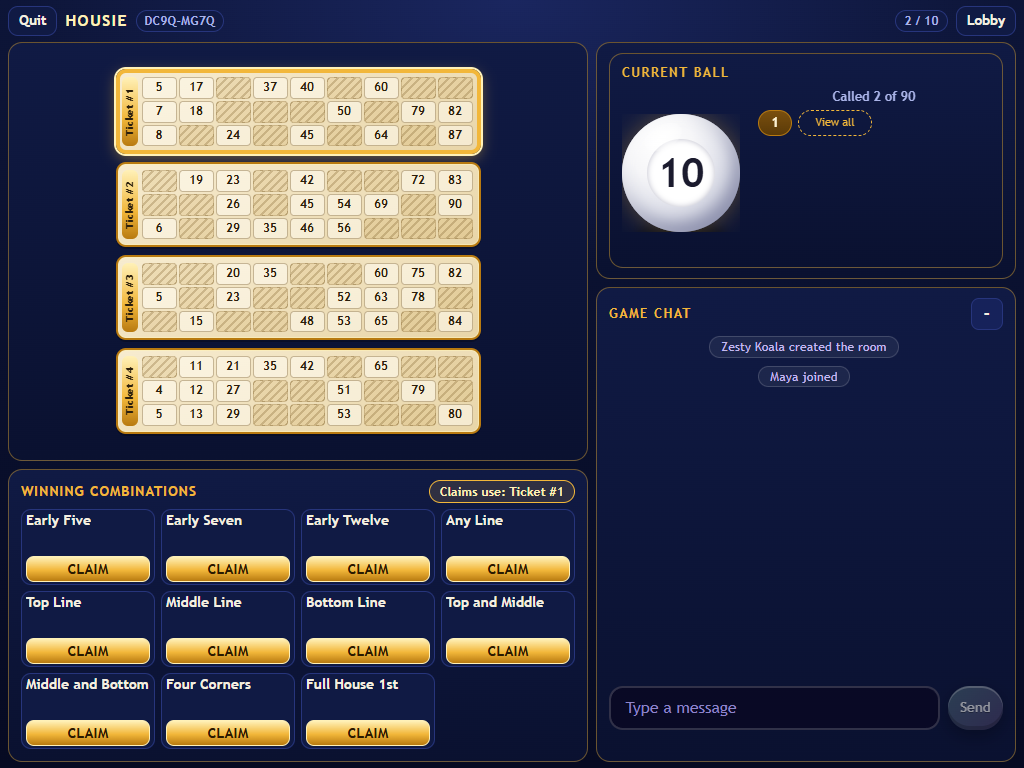 Quit HOUSIE DC9Q-MG7Q 2 / 10 Lobby
Ticket #1
5 17 37 40 60
7 18 50 79 82
8 24 45 64 87
Ticket #2
19 23 42 72 83
26 45 54 69 90
6 29 35 46 56
Ticket #3
20 35 60 75 82
5 23 52 63 78
15 48 53 65 84
Ticket #4
11 21 35 42 65
4 12 27 51 79
5 13 29 53 80
WINNING COMBINATIONS Claims use: Ticket #1
Early Five Early Seven Early Twelve Any Line
CLAIM CLAIM CLAIM CLAIM
Top Line Middle Line Bottom Line Top and Middle
CLAIM CLAIM CLAIM CLAIM
Middle and Bottom Four Corners Full House 1st
CLAIM CLAIM CLAIM
CURRENT BALL
Called 2 of 90
10
1 View all
GAME CHAT -
Zesty Koala created the room
Maya joined
Type a message Send